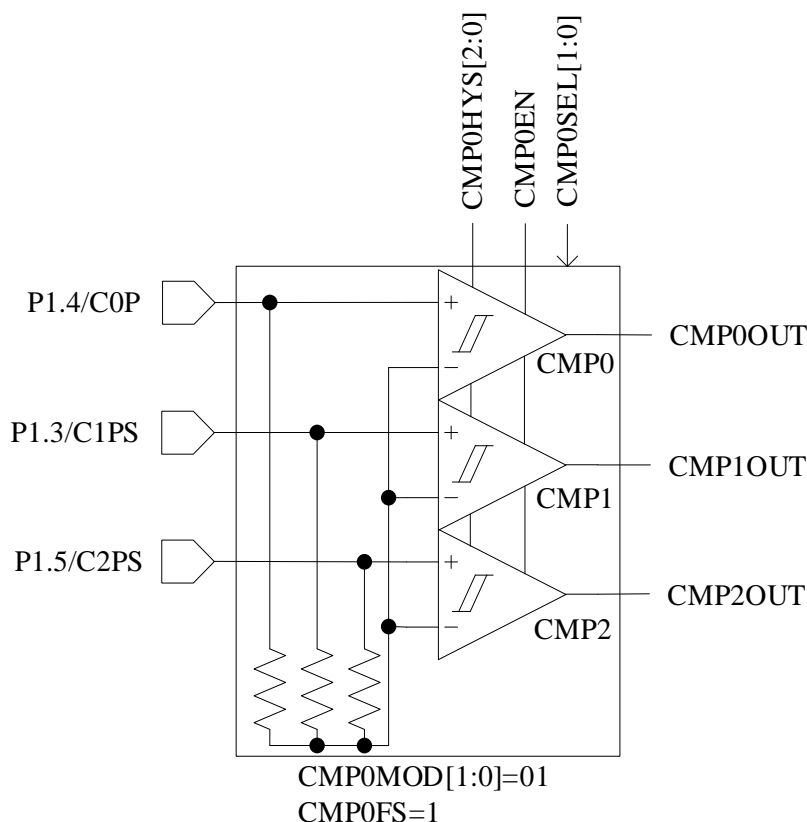 CMP0HYS[2:0]
CMP0EN
CMP0SEL[1:0]
P1.4/C0P
+
−
CMP0
CMP0OUT
P1.3/C1PS
+
−
CMP1
CMP1OUT
P1.5/C2PS
+
−
CMP2
CMP2OUT
CMP0MOD[1:0]=01
CMP0FS=1